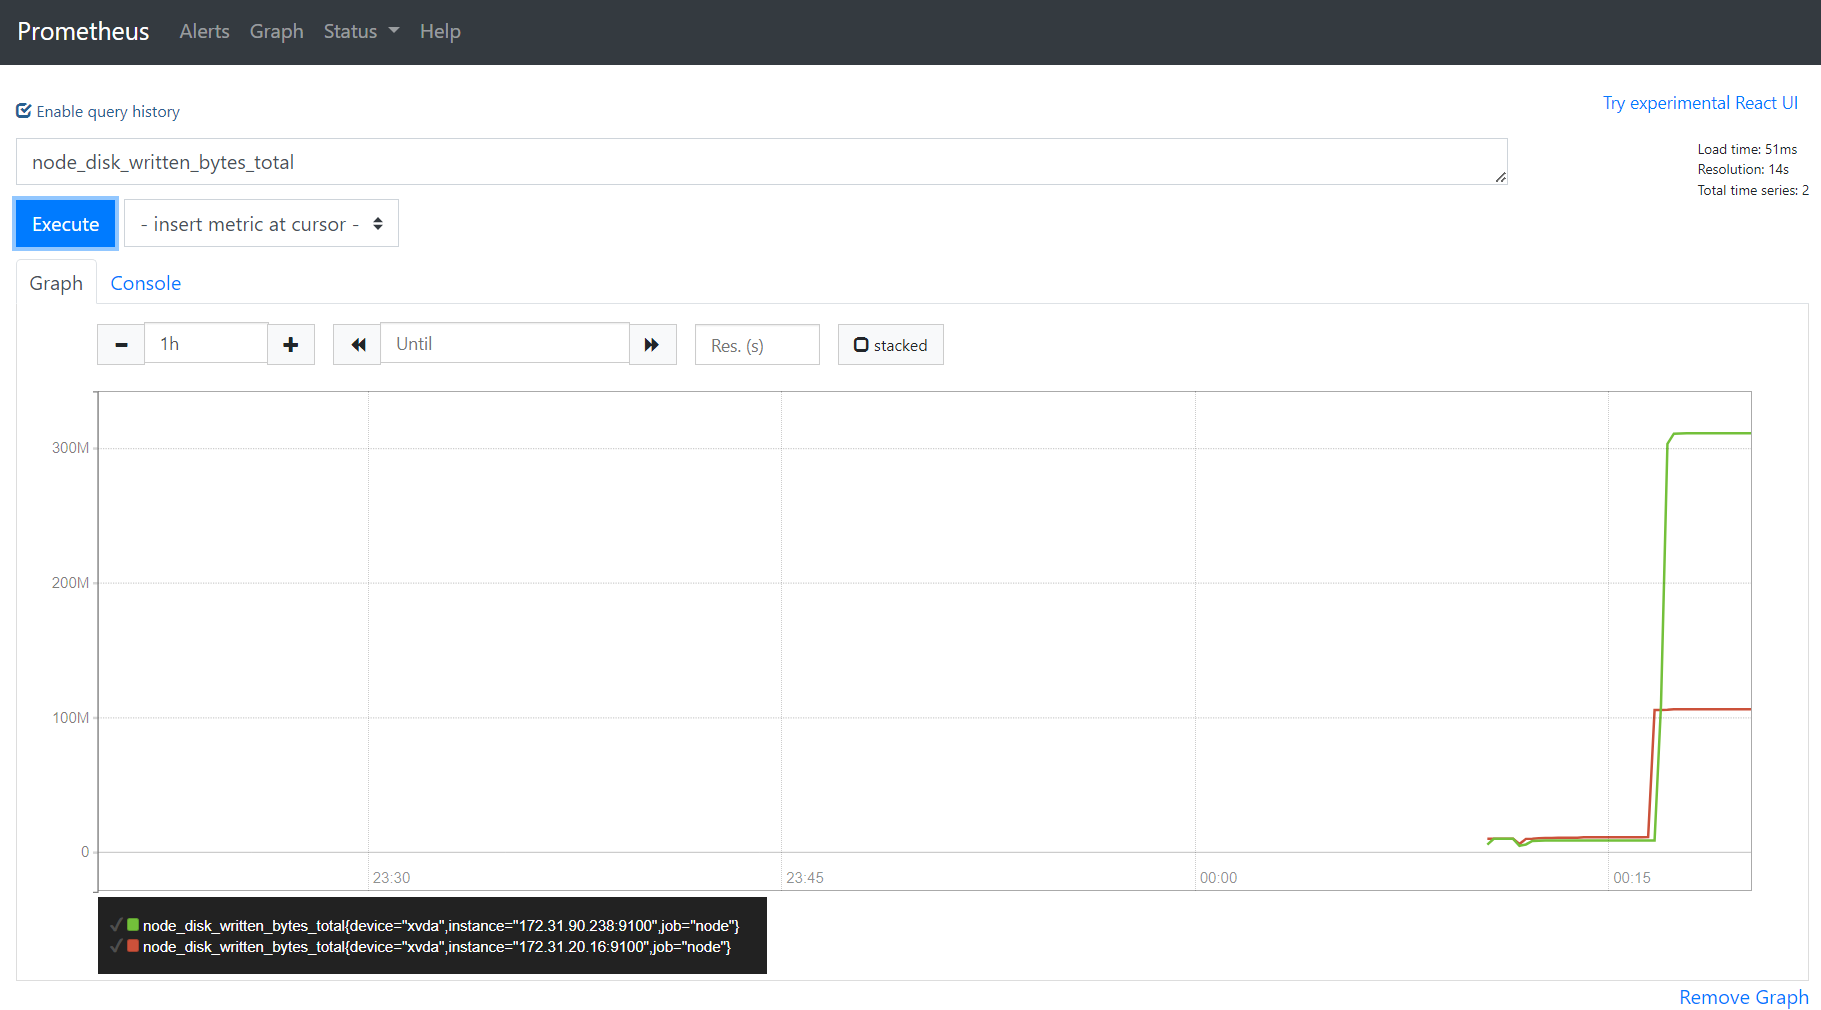 Prometheus Alerts Graph Status Help
Enable query history
Try experimental React UI
node_disk_written_bytes_total
Load time: 51ms
Resolution: 14s
Total time series: 2
Execute - insert metric at cursor -
Graph Console
1h Until Res. (s) stacked
300M
200M
100M
0
23:30 23:45 00:00 00:15
node_disk_written_bytes_total{device="xvda",instance="172.31.90.238:9100",job="node"}
node_disk_written_bytes_total{device="xvda",instance="172.31.20.16:9100",job="node"}
Remove Graph